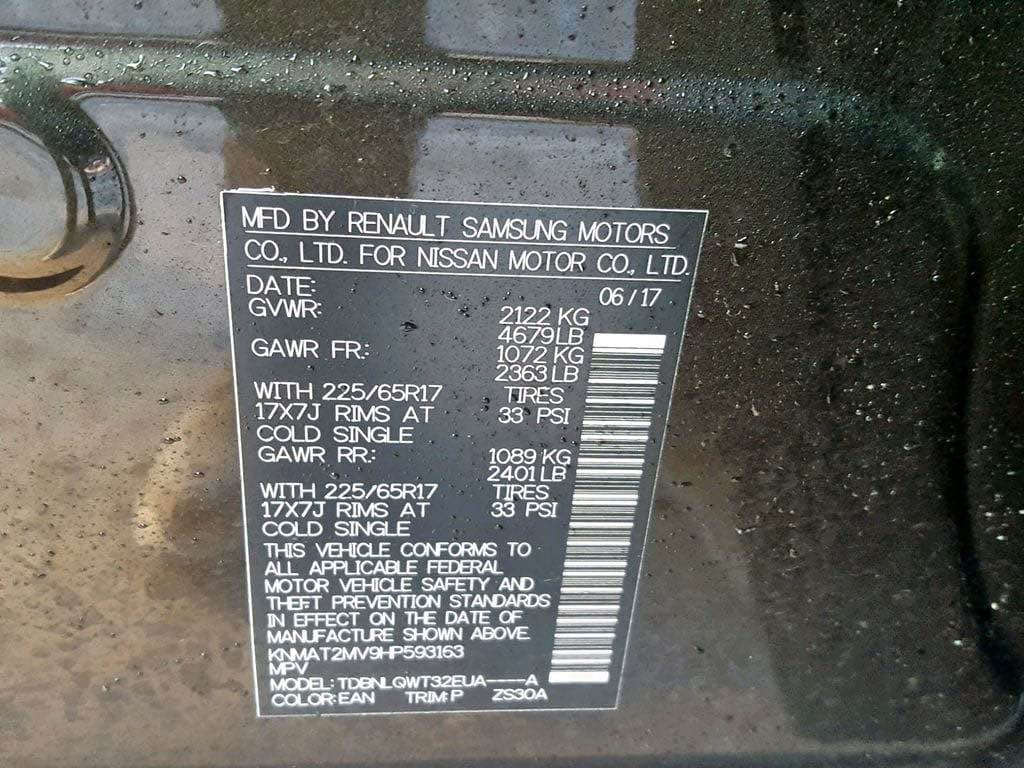 MFD BY RENAULT SAMSUNG MOTORS
CO., LTD. FOR NISSAN MOTOR CO., LTD.
DATE: 06/17
GVWR: 2122 KG
4679 LB
GAWR FR.: 1072 KG
2363 LB
WITH 225/65R17 TIRES
17X7J RIMS AT 33 PSI
COLD SINGLE
GAWR RR.: 1089 KG
2401 LB
WITH 225/65R17 TIRES
17X7J RIMS AT 33 PSI
COLD SINGLE
THIS VEHICLE CONFORMS TO
ALL APPLICABLE FEDERAL
MOTOR VEHICLE SAFETY AND
THEFT PREVENTION STANDARDS
IN EFFECT ON THE DATE OF
MANUFACTURE SHOWN ABOVE.
KNMAT2MV9HP593163
MPV
MODEL: TDBNLQWT32EUA----A
COLOR: EAN TRIM: P ZS30A